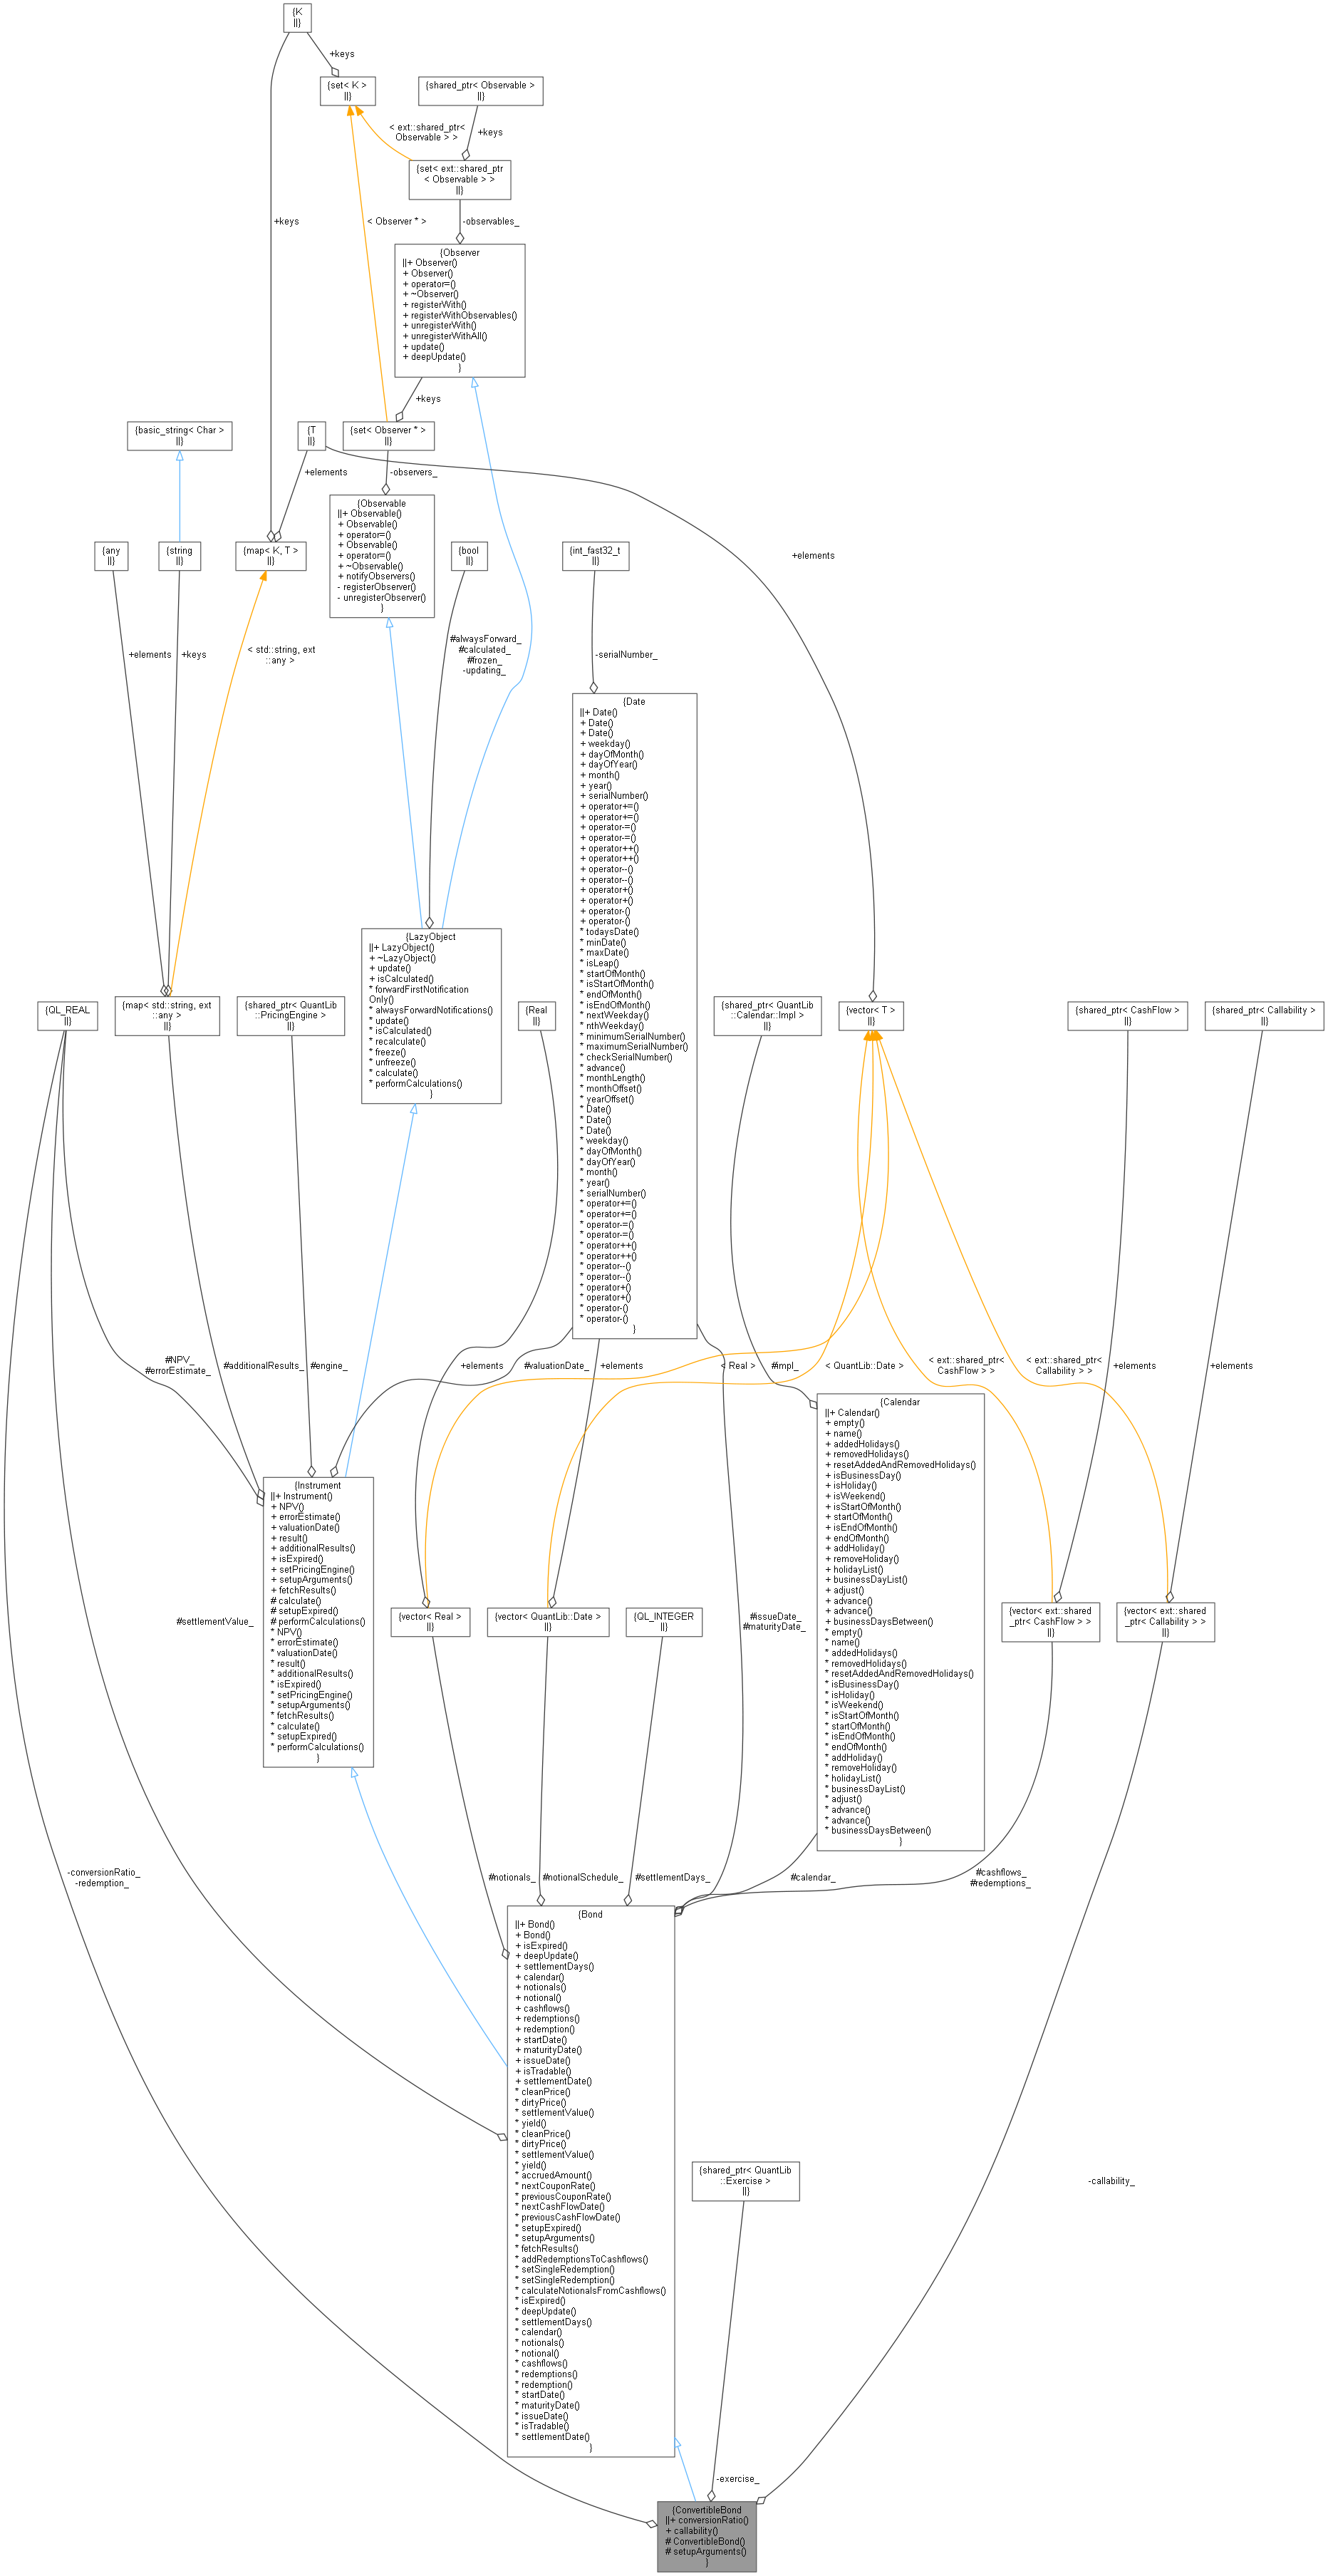 {K
||}
+keys
{set< K >
||}
{shared_ptr< Observable >
||}
< ext::shared_ptr<
Observable > >
+keys
{set< ext::shared_ptr
< Observable > >
||}
+keys
< Observer * >
-observables_
{Observer
||+ Observer()
+ Observer()
+ operator=()
+ ~Observer()
+ registerWith()
+ registerWithObservables()
+ unregisterWith()
+ unregisterWithAll()
+ update()
+ deepUpdate()
}
+keys
{basic_string< Char >
||}
{T
||}
{set< Observer * >
||}
+elements
-observers_
{Observable
||+ Observable()
+ Observable()
+ operator=()
+ Observable()
+ operator=()
+ ~Observable()
+ notifyObservers()
- registerObserver()
- unregisterObserver()
}
{any
||}
{string
||}
{map< K, T >
||}
{bool
||}
{int_fast32_t
||}
+elements
+elements
+keys
< std::string, ext
::any >
#alwaysForward_
#calculated_
#frozen_
-updating_
-serialNumber_
{Date
||+ Date()
+ Date()
+ Date()
+ weekday()
+ dayOfMonth()
+ dayOfYear()
+ month()
+ year()
+ serialNumber()
+ operator+=()
+ operator+=()
+ operator-=()
+ operator-=()
+ operator++()
+ operator++()
+ operator--()
+ operator--()
+ operator+()
+ operator+()
+ operator-()
+ operator-()
* todaysDate()
* minDate()
* maxDate()
* isLeap()
* startOfMonth()
* isStartOfMonth()
* endOfMonth()
* isEndOfMonth()
* nextWeekday()
* nthWeekday()
* minimumSerialNumber()
* maximumSerialNumber()
* checkSerialNumber()
* advance()
* monthLength()
* monthOffset()
* yearOffset()
* Date()
* Date()
* Date()
* weekday()
* dayOfMonth()
* dayOfYear()
* month()
* year()
* serialNumber()
* operator+=()
* operator+=()
* operator-=()
* operator-=()
* operator++()
* operator++()
* operator--()
* operator--()
* operator+()
* operator+()
* operator-()
* operator-()
}
{LazyObject
||+ LazyObject()
+ ~LazyObject()
+ update()
+ isCalculated()
* forwardFirstNotification
Only()
* alwaysForwardNotifications()
* update()
* isCalculated()
* recalculate()
* freeze()
* unfreeze()
* calculate()
* performCalculations()
}
{QL_REAL
||}
{map< std::string, ext
::any >
||}
{shared_ptr< QuantLib
::PricingEngine >
||}
{Real
||}
{shared_ptr< QuantLib
::Calendar::Impl >
||}
{vector< T >
||}
{shared_ptr< CashFlow >
||}
{shared_ptr< Callability >
||}
#NPV_
#errorEstimate_
#additionalResults_
#engine_
+elements
#valuationDate_
+elements
< Real >
#impl_
< QuantLib::Date >
< ext::shared_ptr<
CashFlow > >
< ext::shared_ptr<
Callability > >
+elements
+elements
{Calendar
||+ Calendar()
+ empty()
+ name()
+ addedHolidays()
+ removedHolidays()
+ resetAddedAndRemovedHolidays()
+ isBusinessDay()
+ isHoliday()
+ isWeekend()
+ isStartOfMonth()
+ startOfMonth()
+ isEndOfMonth()
+ endOfMonth()
+ addHoliday()
+ removeHoliday()
+ holidayList()
+ businessDayList()
+ adjust()
+ advance()
+ advance()
+ businessDaysBetween()
* empty()
* name()
* addedHolidays()
* removedHolidays()
* resetAddedAndRemovedHolidays()
* isBusinessDay()
* isHoliday()
* isWeekend()
* isStartOfMonth()
* startOfMonth()
* isEndOfMonth()
* endOfMonth()
* addHoliday()
* removeHoliday()
* holidayList()
* businessDayList()
* adjust()
* advance()
* advance()
* businessDaysBetween()
}
{Instrument
||+ Instrument()
+ NPV()
+ errorEstimate()
+ valuationDate()
+ result()
+ additionalResults()
+ isExpired()
+ setPricingEngine()
+ setupArguments()
+ fetchResults()
# calculate()
# setupExpired()
# performCalculations()
* NPV()
* errorEstimate()
* valuationDate()
* result()
* additionalResults()
* isExpired()
* setPricingEngine()
* setupArguments()
* fetchResults()
* calculate()
* setupExpired()
* performCalculations()
}
#settlementValue_
{vector< Real >
||}
{vector< QuantLib::Date >
||}
{QL_INTEGER
||}
#issueDate_
#maturityDate_
{vector< ext::shared
_ptr< CashFlow > >
||}
{vector< ext::shared
_ptr< Callability > >
||}
-conversionRatio_
-redemption_
#notionals_
#notionalSchedule_
#settlementDays_
#calendar_
#cashflows_
#redemptions_
{Bond
||+ Bond()
+ Bond()
+ isExpired()
+ deepUpdate()
+ settlementDays()
+ calendar()
+ notionals()
+ notional()
+ cashflows()
+ redemptions()
+ redemption()
+ startDate()
+ maturityDate()
+ issueDate()
+ isTradable()
+ settlementDate()
* cleanPrice()
* dirtyPrice()
* settlementValue()
* yield()
* cleanPrice()
* dirtyPrice()
* settlementValue()
* yield()
* accruedAmount()
* nextCouponRate()
* previousCouponRate()
* nextCashFlowDate()
* previousCashFlowDate()
* setupExpired()
* setupArguments()
* fetchResults()
* addRedemptionsToCashflows()
* setSingleRedemption()
* setSingleRedemption()
* calculateNotionalsFromCashflows()
* isExpired()
* deepUpdate()
* settlementDays()
* calendar()
* notionals()
* notional()
* cashflows()
* redemptions()
* redemption()
* startDate()
* maturityDate()
* issueDate()
* isTradable()
* settlementDate()
}
{shared_ptr< QuantLib
::Exercise >
||}
-callability_
-exercise_
{ConvertibleBond
||+ conversionRatio()
+ callability()
# ConvertibleBond()
# setupArguments()
}